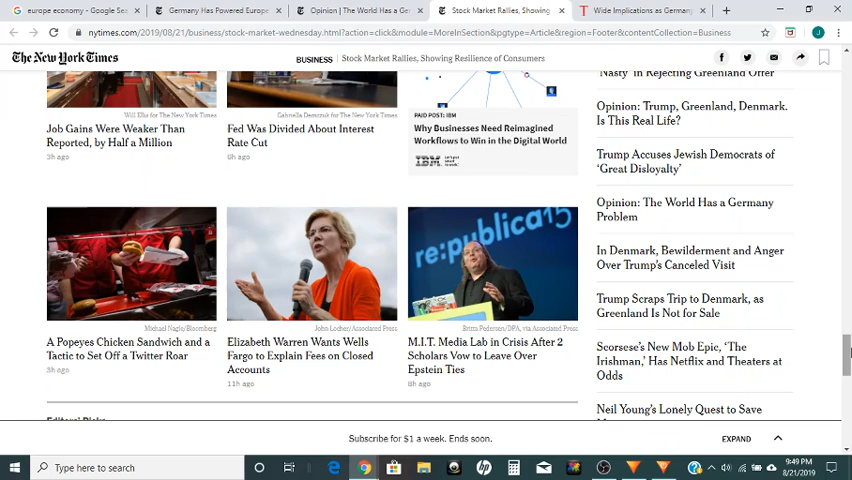 europe economy - Google Sea
Germany Has Powered Europe
Opinion | The World Has a Ger
Stock Market Rallies, Showing
Wide Implications as Germany
nytimes.com/2019/08/21/business/stock-market-wednesday.html?action=click&module=MoreInSection&pgtype=Article&region=Footer&contentCollection=Business
The New York Times
BUSINESS
Stock Market Rallies, Showing Resilience of Consumers
Will Ellis for The New York Times
Job Gains Were Weaker Than
Reported, by Half a Million
3h ago
Gabriella Demczuk for The New York Times
Fed Was Divided About Interest
Rate Cut
6h ago
PAID POST: IBM
Why Businesses Need Reimagined
Workflows to Win in the Digital World
IBM
Nasty' in Rejecting Greenland Offer
Opinion: Trump, Greenland, Denmark.
Is This Real Life?
Trump Accuses Jewish Democrats of
‘Great Disloyalty’
Opinion: The World Has a Germany
Problem
In Denmark, Bewilderment and Anger
Over Trump's Canceled Visit
Trump Scraps Trip to Denmark, as
Greenland Is Not for Sale
Scorsese's New Mob Epic, ‘The
Irishman,’ Has Netflix and Theaters at
Odds
Neil Young's Lonely Quest to Save
re:publica15
Michael Nagle/Bloomberg
A Popeyes Chicken Sandwich and a
Tactic to Set Off a Twitter Roar
3h ago
John Locher/Associated Press
Elizabeth Warren Wants Wells
Fargo to Explain Fees on Closed
Accounts
11h ago
Britta Pedersen/DPA, via Associated Press
M.I.T. Media Lab in Crisis After 2
Scholars Vow to Leave Over
Epstein Ties
8h ago
Editors' Picks
Subscribe for $1 a week. Ends soon.
EXPAND
Type here to search
9:49 PM
8/21/2019